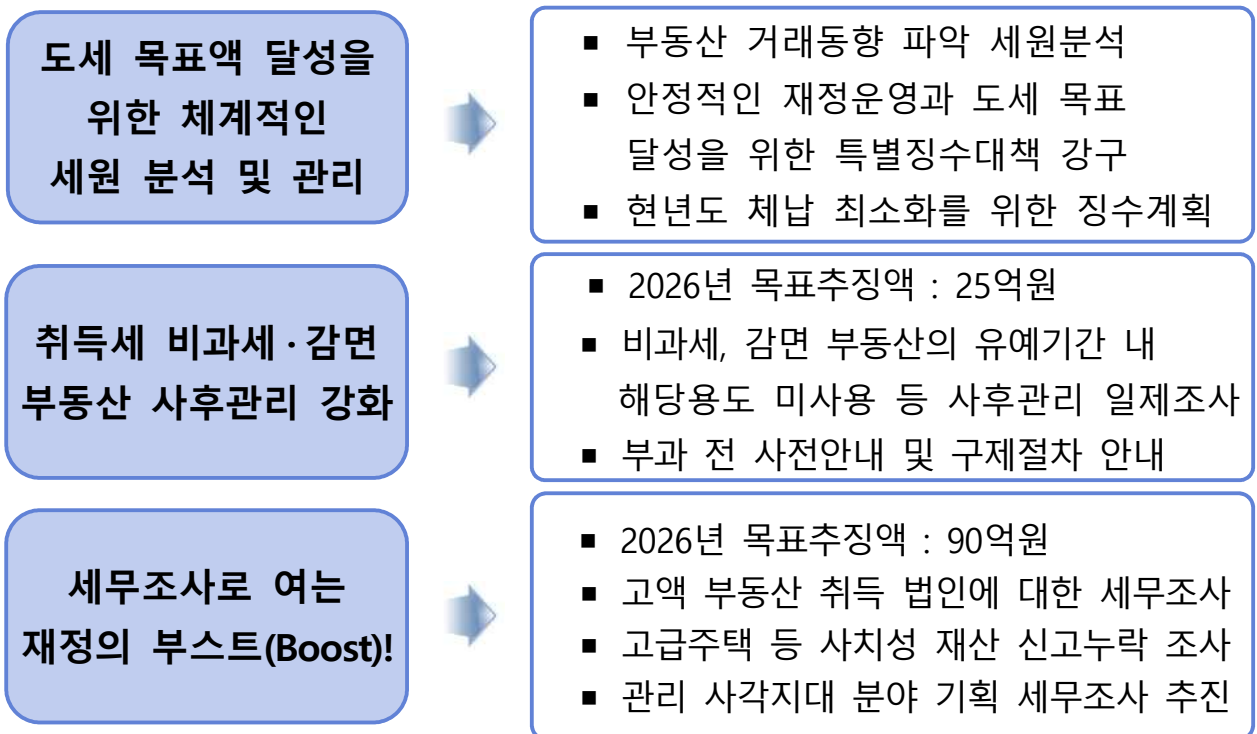 도세 목표액 달성을
위한 체계적인
세원 분석 및 관리
▪ 부동산 거래동향 파악 세원분석
▪ 안정적인 재정운영과 도세 목표
달성을 위한 특별징수대책 강구
▪ 현년도 체납 최소화를 위한 징수계획
취득세 비과세·감면
부동산 사후관리 강화
▪ 2026년 목표추징액 : 25억원
▪ 비과세, 감면 부동산의 유예기간 내
해당용도 미사용 등 사후관리 일제조사
▪ 부과 전 사전안내 및 구제절차 안내
세무조사로 여는
재정의 부스트(Boost)!
▪ 2026년 목표추징액 : 90억원
▪ 고액 부동산 취득 법인에 대한 세무조사
▪ 고급주택 등 사치성 재산 신고누락 조사
▪ 관리 사각지대 분야 기획 세무조사 추진